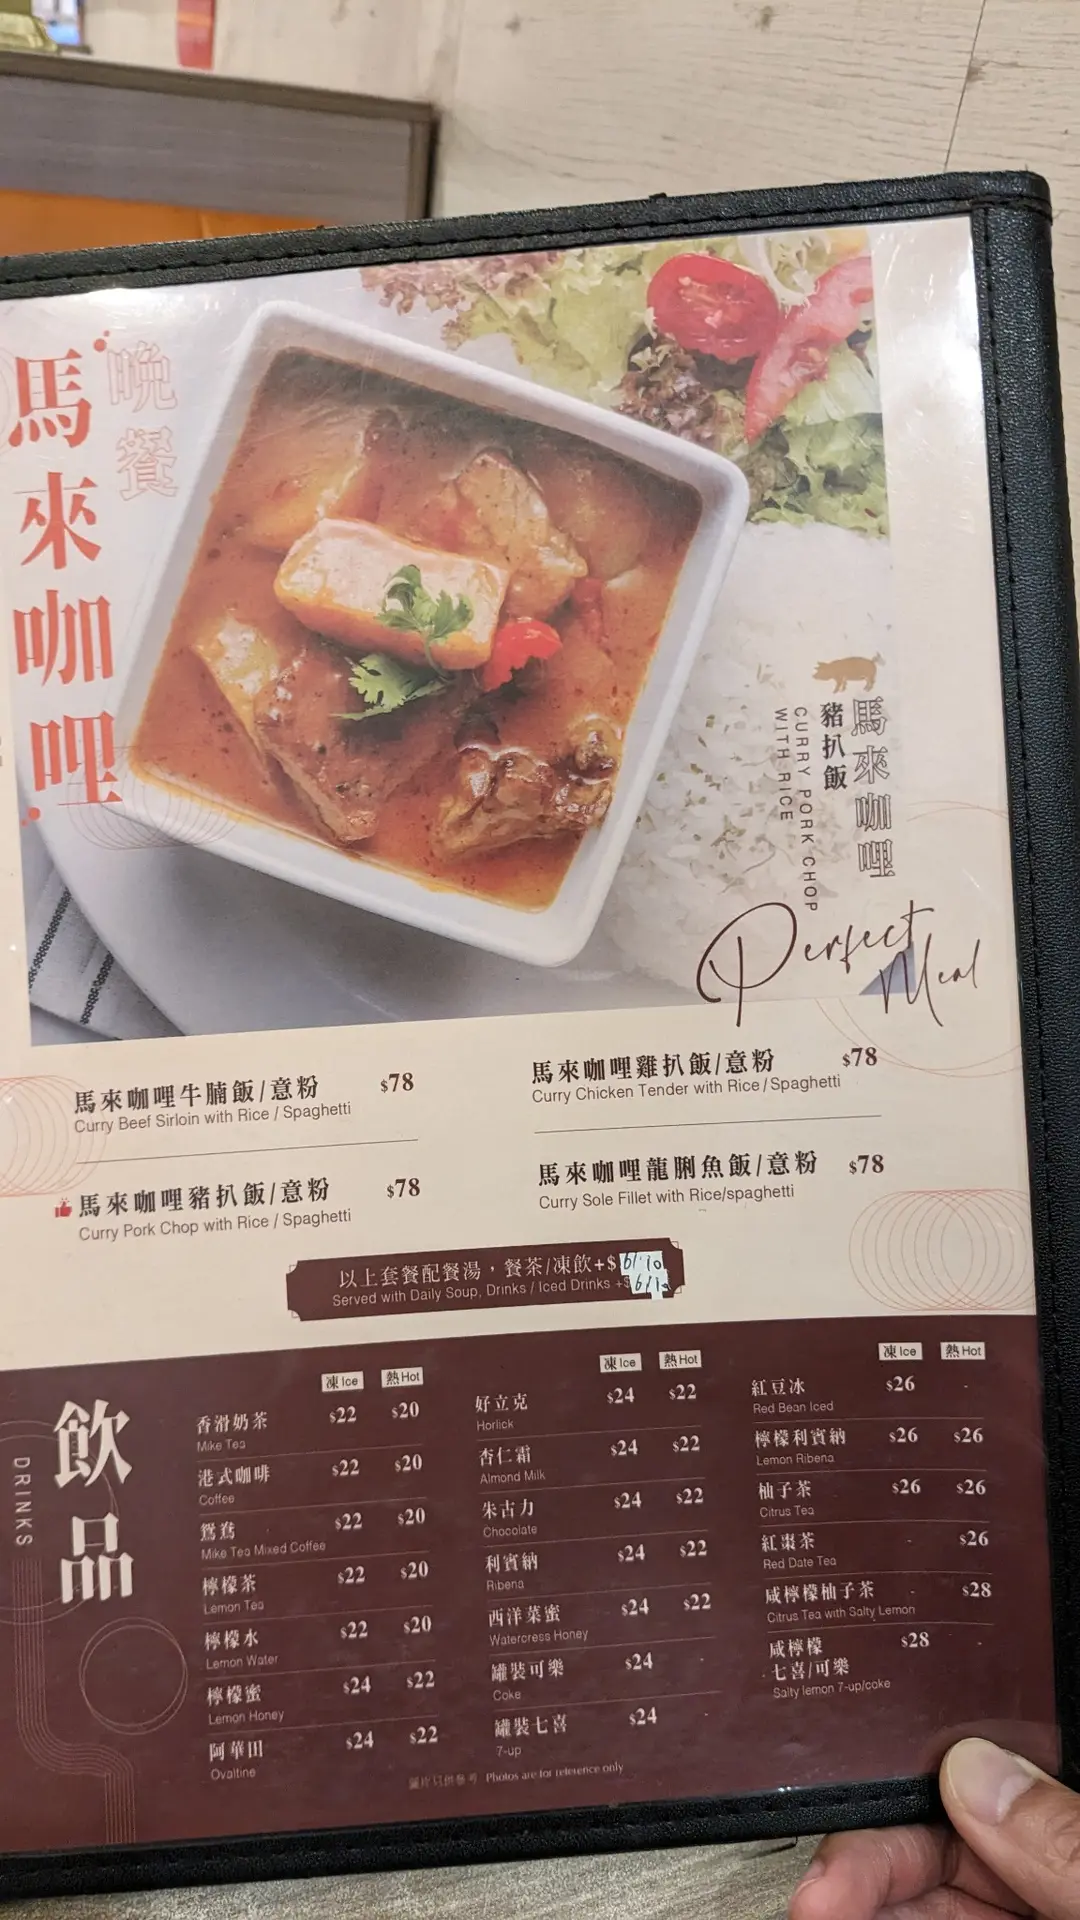 晚餐
馬來咖哩
馬來咖哩
豬扒飯
CURRY PORK CHOP
WITH RICE
Perfect
Meal
馬來咖哩牛腩飯/意粉 $78
Curry Beef Sirloin with Rice / Spaghetti
馬來咖哩雞扒飯/意粉 $78
Curry Chicken Tender with Rice / Spaghetti
馬來咖哩豬扒飯/意粉 $78
Curry Pork Chop with Rice / Spaghetti
馬來咖哩龍脷魚飯/意粉 $78
Curry Sole Fillet with Rice/spaghetti
以上套餐配餐湯，餐茶/凍飲+$ 6/10
Served with Daily Soup, Drinks / Iced Drinks +$ 6/10
飲品
DRINKS
凍 Ice 熱 Hot
香滑奶茶 $22 $20
Mike Tea
港式咖啡 $22 $20
Coffee
鴛鴦 $22 $20
Mike Tea Mixed Coffee
檸檬茶 $22 $20
Lemon Tea
檸檬水 $22 $20
Lemon Water
檸檬蜜 $24 $22
Lemon Honey
阿華田 $24 $22
Ovaltine
凍 Ice 熱 Hot
好立克 $24 $22
Horlick
杏仁霜 $24 $22
Almond Milk
朱古力 $24 $22
Chocolate
利賓納 $24 $22
Ribena
西洋菜蜜 $24 $22
Watercress Honey
罐裝可樂 $24
Coke
罐裝七喜 $24
7-up
凍 Ice 熱 Hot
紅豆冰 $26 -
Red Bean Iced
檸檬利賓納 $26 $26
Lemon Ribena
柚子茶 $26 $26
Citrus Tea
紅棗茶 - $26
Red Date Tea
咸檸檬柚子茶 - $28
Citrus Tea with Salty Lemon
咸檸檬 $28 -
七喜/可樂
Salty lemon 7-up/coke
圖片只供參考 Photos are for reference only